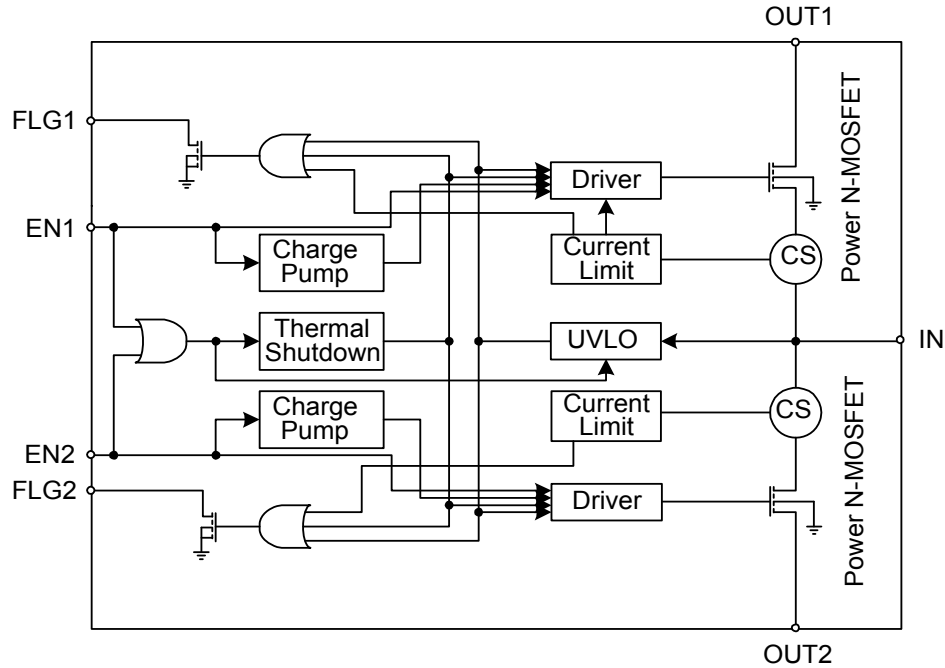 OUT1
FLG1
Driver
Power N-MOSFET
EN1
Charge
Pump
Current
Limit
CS
Thermal
Shutdown
UVLO
IN
Charge
Pump
Current
Limit
CS
EN2
FLG2
Driver
Power N-MOSFET
OUT2